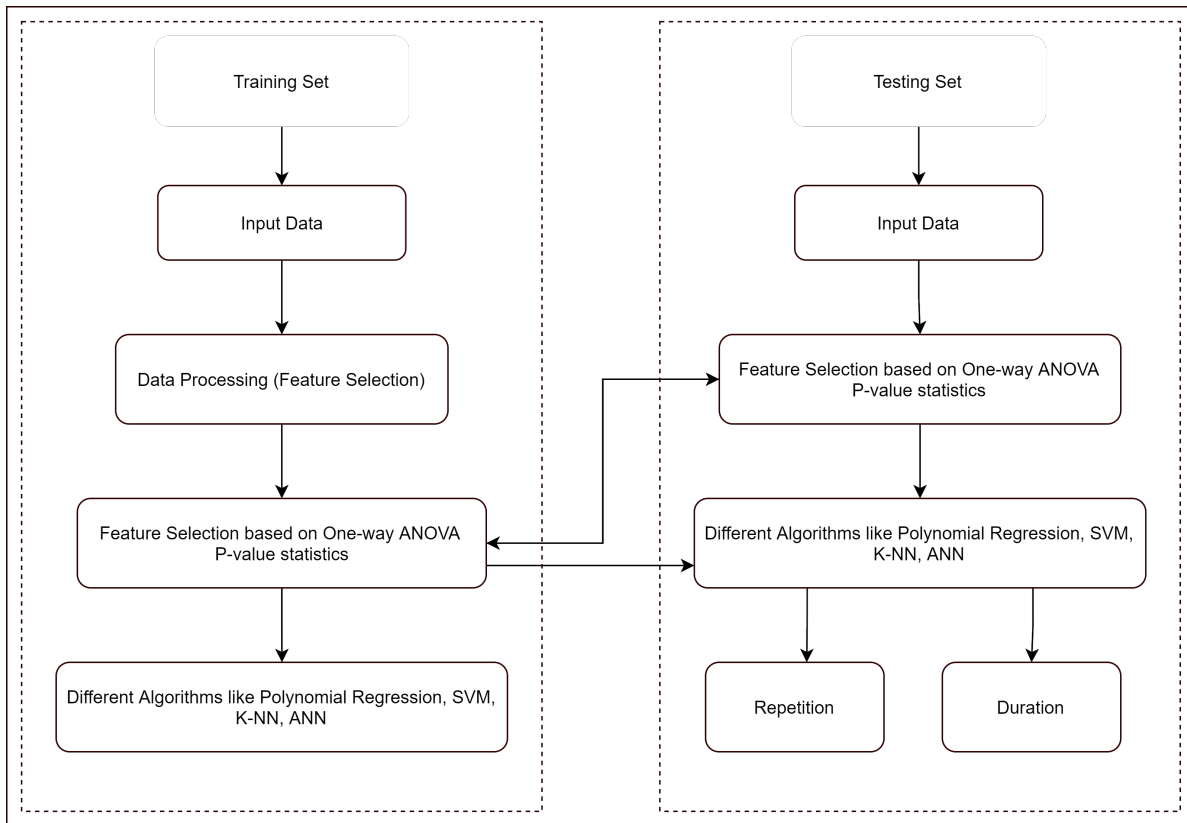 Training Set
Input Data
Data Processing (Feature Selection)
Feature Selection based on One-way ANOVA
P-value statistics
Different Algorithms like Polynomial Regression, SVM,
K-NN, ANN
Testing Set
Input Data
Feature Selection based on One-way ANOVA
P-value statistics
Different Algorithms like Polynomial Regression, SVM,
K-NN, ANN
Repetition
Duration